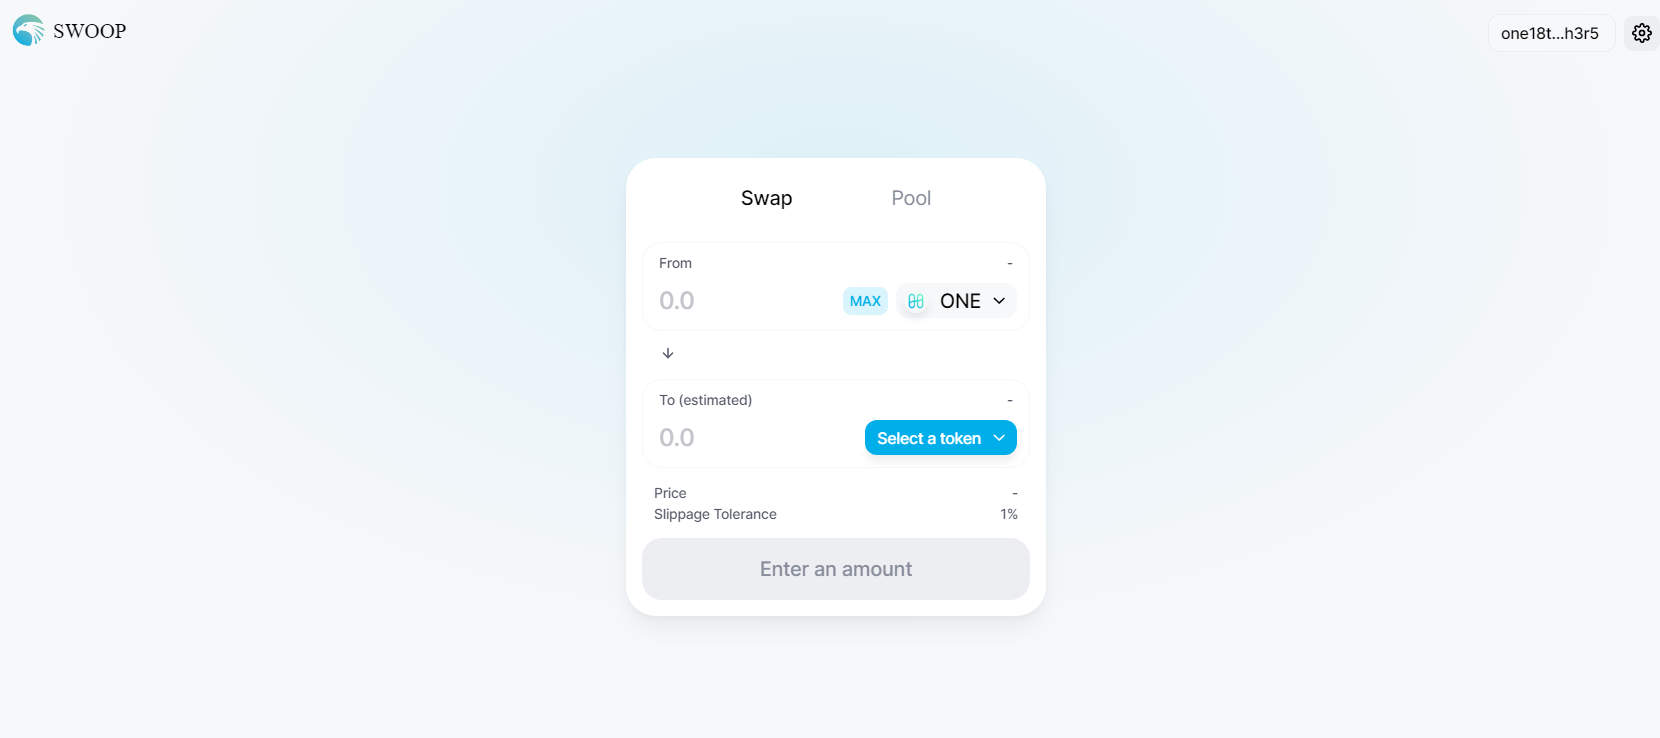 SWOOP
one18t...h3r5
Swap Pool
From -
0.0 MAX ONE
To (estimated) -
0.0 Select a token
Price -
Slippage Tolerance 1%
Enter an amount